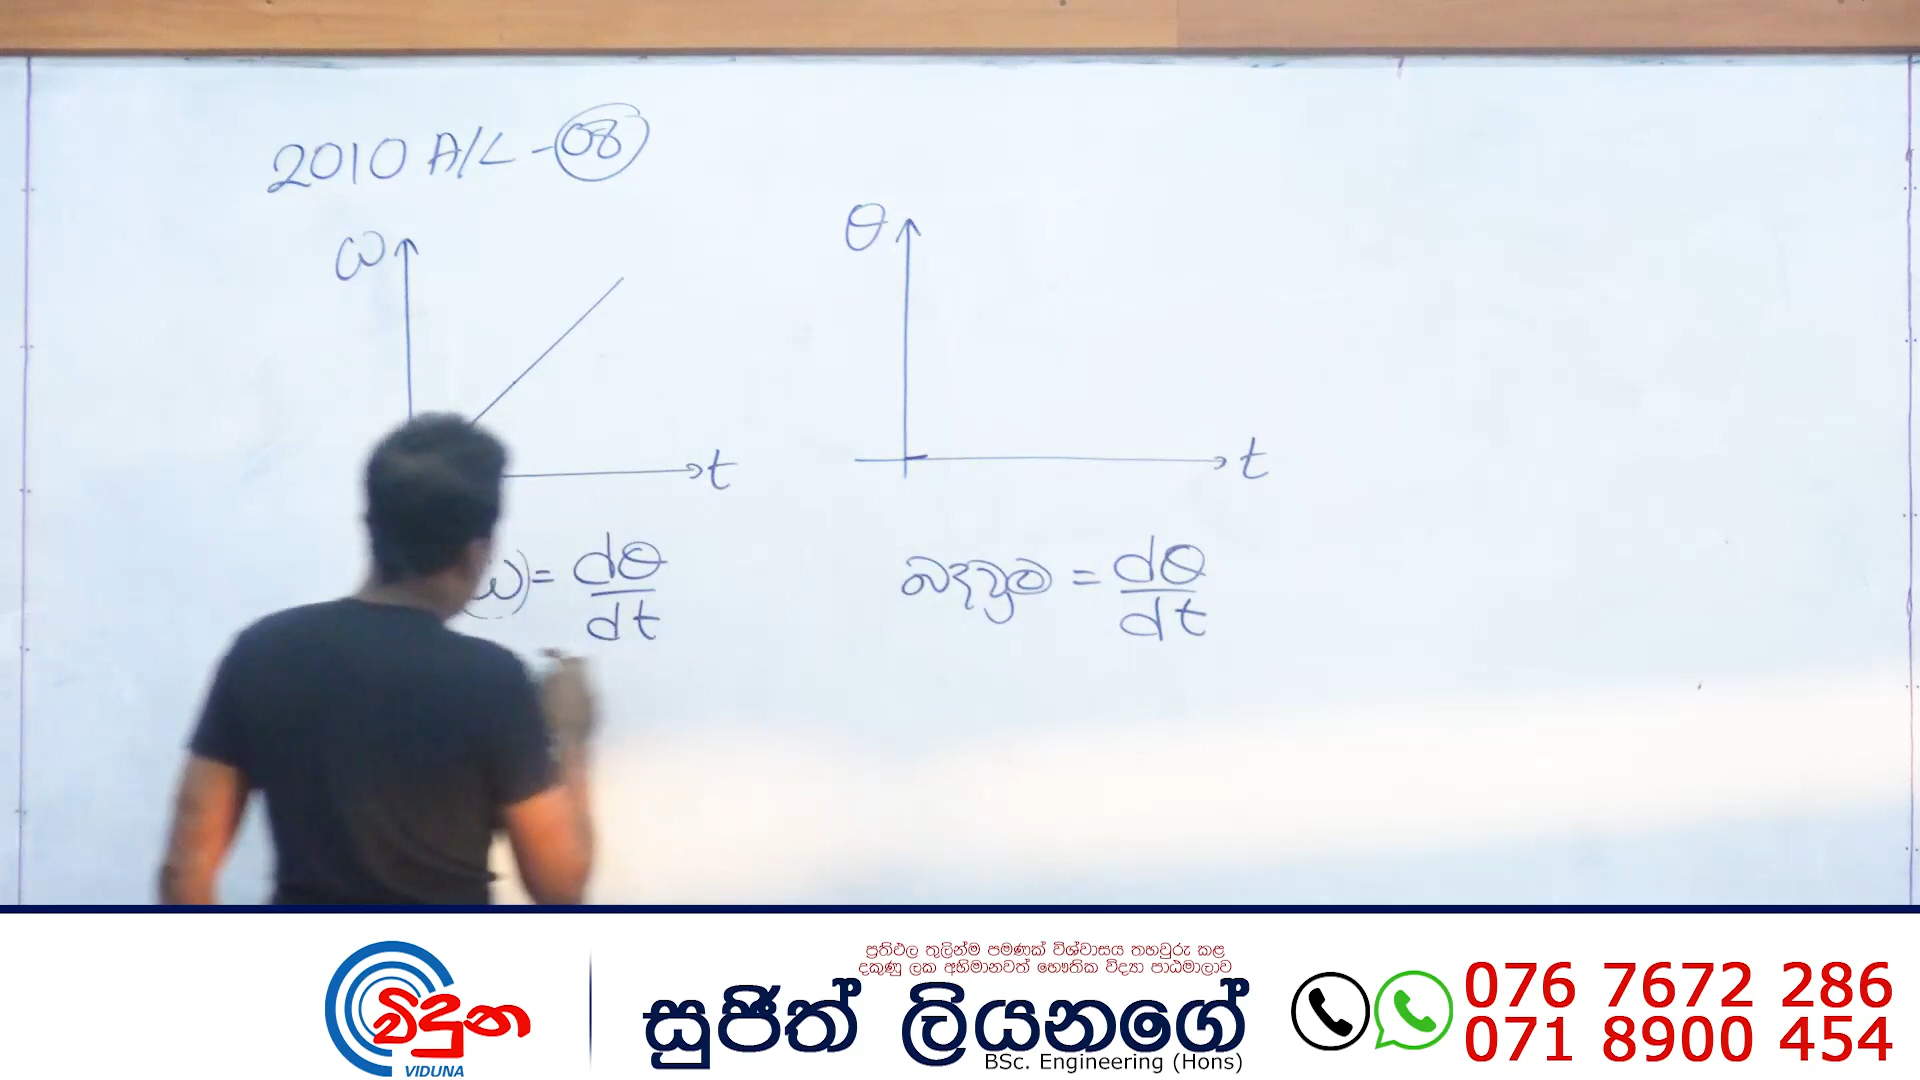 2010 A/L - 08
ω
t
θ
t
ω) = dθ/dt
බෑවුම = dθ/dt
විදුන
VIDUNA
ප්‍රතිඵල තුලින්ම පමණක් විශ්වාසය තහවුරු කළ
දකුණු ලක අභිමානවත් භෞතික විද්‍යා පාඨමාලාව
සුජිත් ලියනගේ
BSc. Engineering (Hons)
076 7672 286
071 8900 454